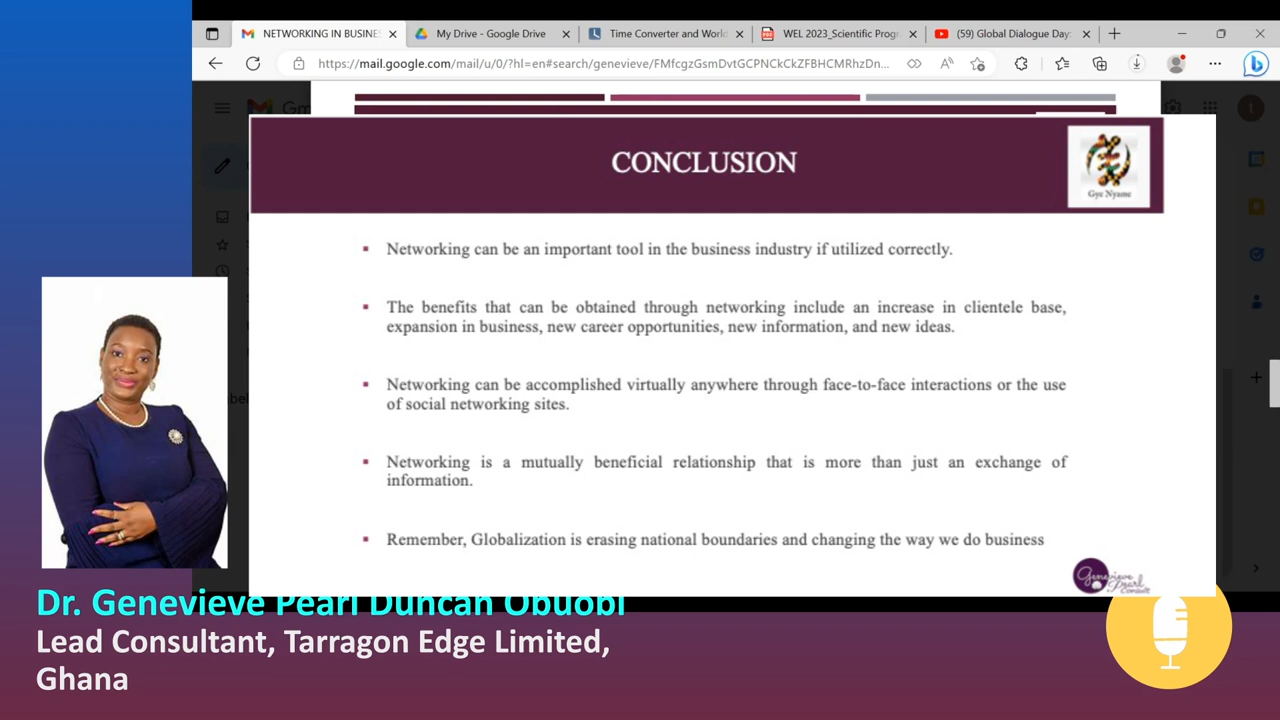 NETWORKING IN BUSINE
My Drive - Google Drive
Time Converter and Worl
WEL 2023_Scientific Prog
(59) Global Dialogue Day
https://mail.google.com/mail/u/0/?hl=en#search/genevieve/FMfcgzGsmDvtGCPNCkCkZFBHCMRhzDn...
CONCLUSION
Gye Nyame
▪ Networking can be an important tool in the business industry if utilized correctly.
▪ The benefits that can be obtained through networking include an increase in clientele base,
expansion in business, new career opportunities, new information, and new ideas.
▪ Networking can be accomplished virtually anywhere through face-to-face interactions or the use
of social networking sites.
▪ Networking is a mutually beneficial relationship that is more than just an exchange of
information.
▪ Remember, Globalization is erasing national boundaries and changing the way we do business
Genevieve
Pearl
Consult
Dr. Genevieve Pearl Duncan Obuobi
Lead Consultant, Tarragon Edge Limited,
Ghana